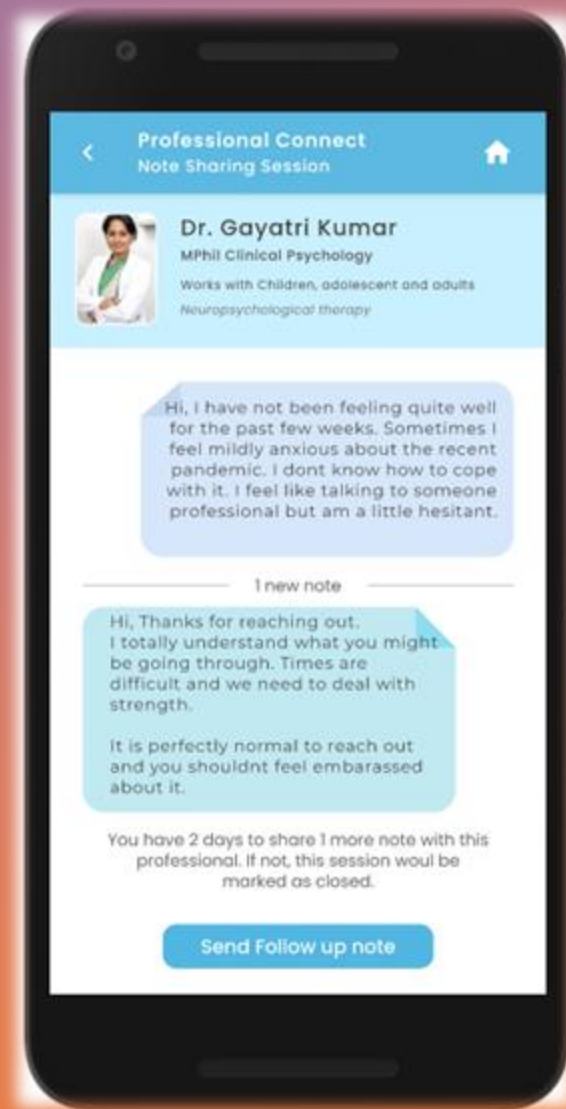 Professional Connect
Note Sharing Session
Dr. Gayatri Kumar
MPhil Clinical Psychology
Works with Children, adolescent and adults
Neuropsychological therapy
Hi, I have not been feeling quite well
for the past few weeks. Sometimes I
feel mildly anxious about the recent
pandemic. I dont know how to cope
with it. I feel like talking to someone
professional but am a little hesitant.
1 new note
Hi, Thanks for reaching out.
I totally understand what you might
be going through. Times are
difficult and we need to deal with
strength.
It is perfectly normal to reach out
and you shouldnt feel embarassed
about it.
You have 2 days to share 1 more note with this
professional. If not, this session woul be
marked as closed.
Send Follow up note